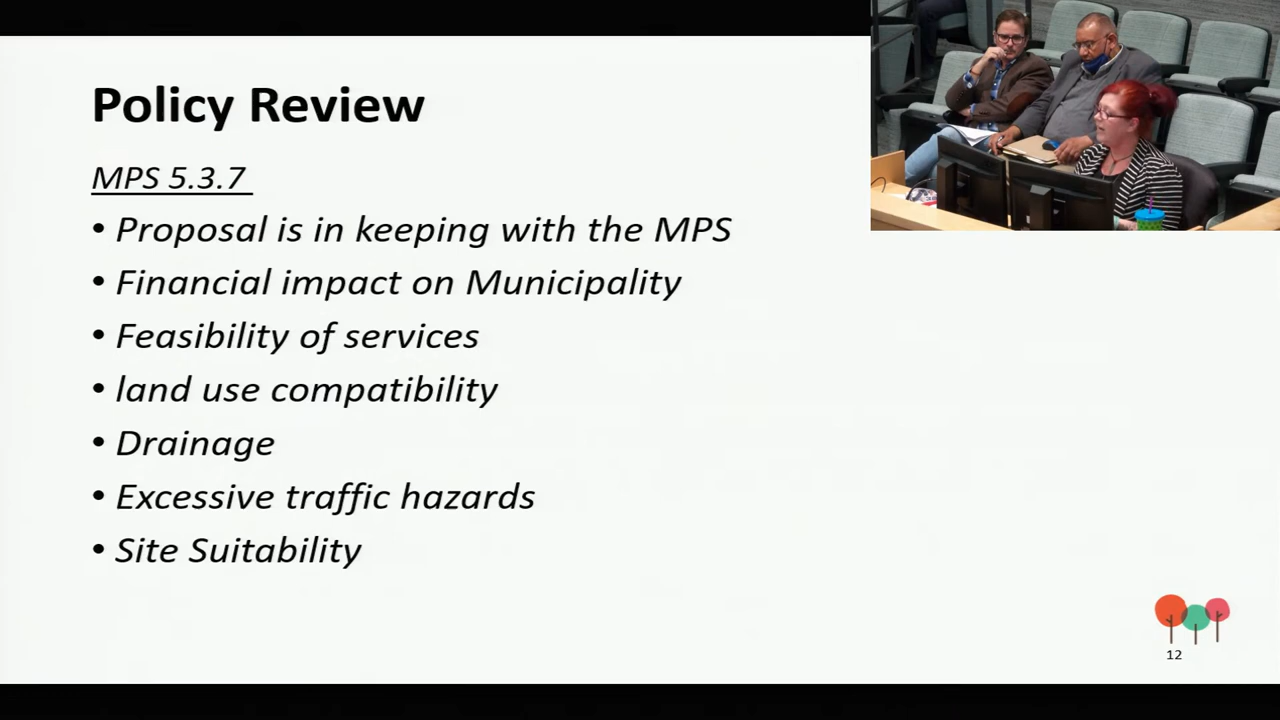 Policy Review
MPS 5.3.7
• Proposal is in keeping with the MPS
• Financial impact on Municipality
• Feasibility of services
• land use compatibility
• Drainage
• Excessive traffic hazards
• Site Suitability
12